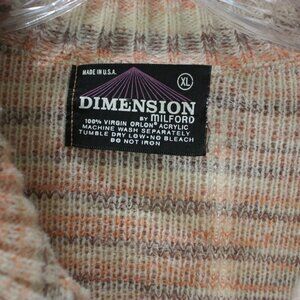 MADE IN U.S.A.
XL
DIMENSION
BY MILFORD
100% VIRGIN ORLON® ACRYLIC
MACHINE WASH SEPARATELY
TUMBLE DRY LOW-NO BLEACH
DO NOT IRON